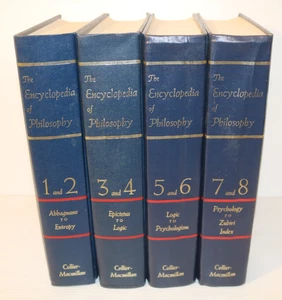 The
Encyclopedia
of
Philosophy
1 and 2
Abbagnano
TO
Entropy
Collier-
Macmillan
The
Encyclopedia
of
Philosophy
3 and 4
Epictetus
TO
Logic
Collier-
Macmillan
The
Encyclopedia
of
Philosophy
5 and 6
Logic
TO
Psychologism
Collier-
Macmillan
The
Encyclopedia
of
Philosophy
7 and 8
Psychology
TO
Zubiri
Index
Collier-
Macmillan